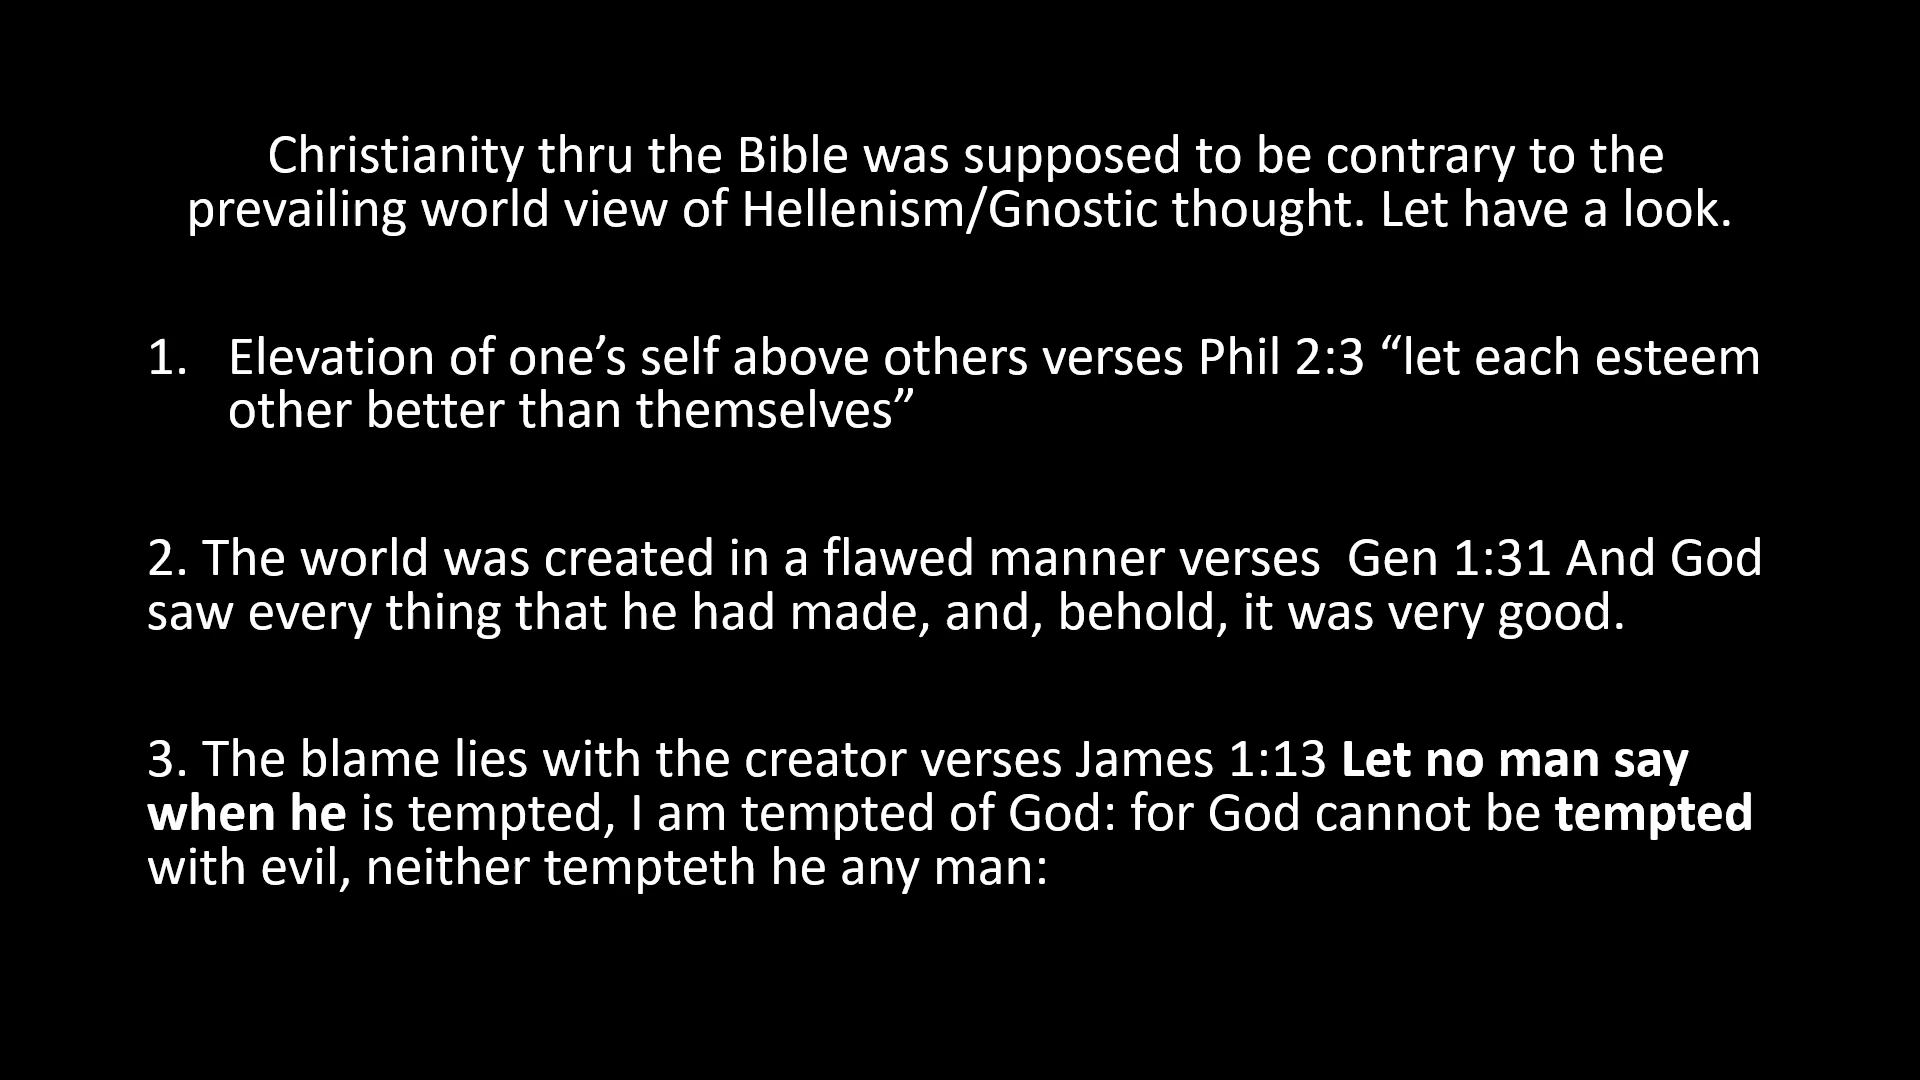 Christianity thru the Bible was supposed to be contrary to the
prevailing world view of Hellenism/Gnostic thought. Let have a look.
1. Elevation of one’s self above others verses Phil 2:3 “let each esteem
other better than themselves”
2. The world was created in a flawed manner verses  Gen 1:31 And God
saw every thing that he had made, and, behold, it was very good.
3. The blame lies with the creator verses James 1:13 Let no man say
when he is tempted, I am tempted of God: for God cannot be tempted
with evil, neither tempteth he any man: